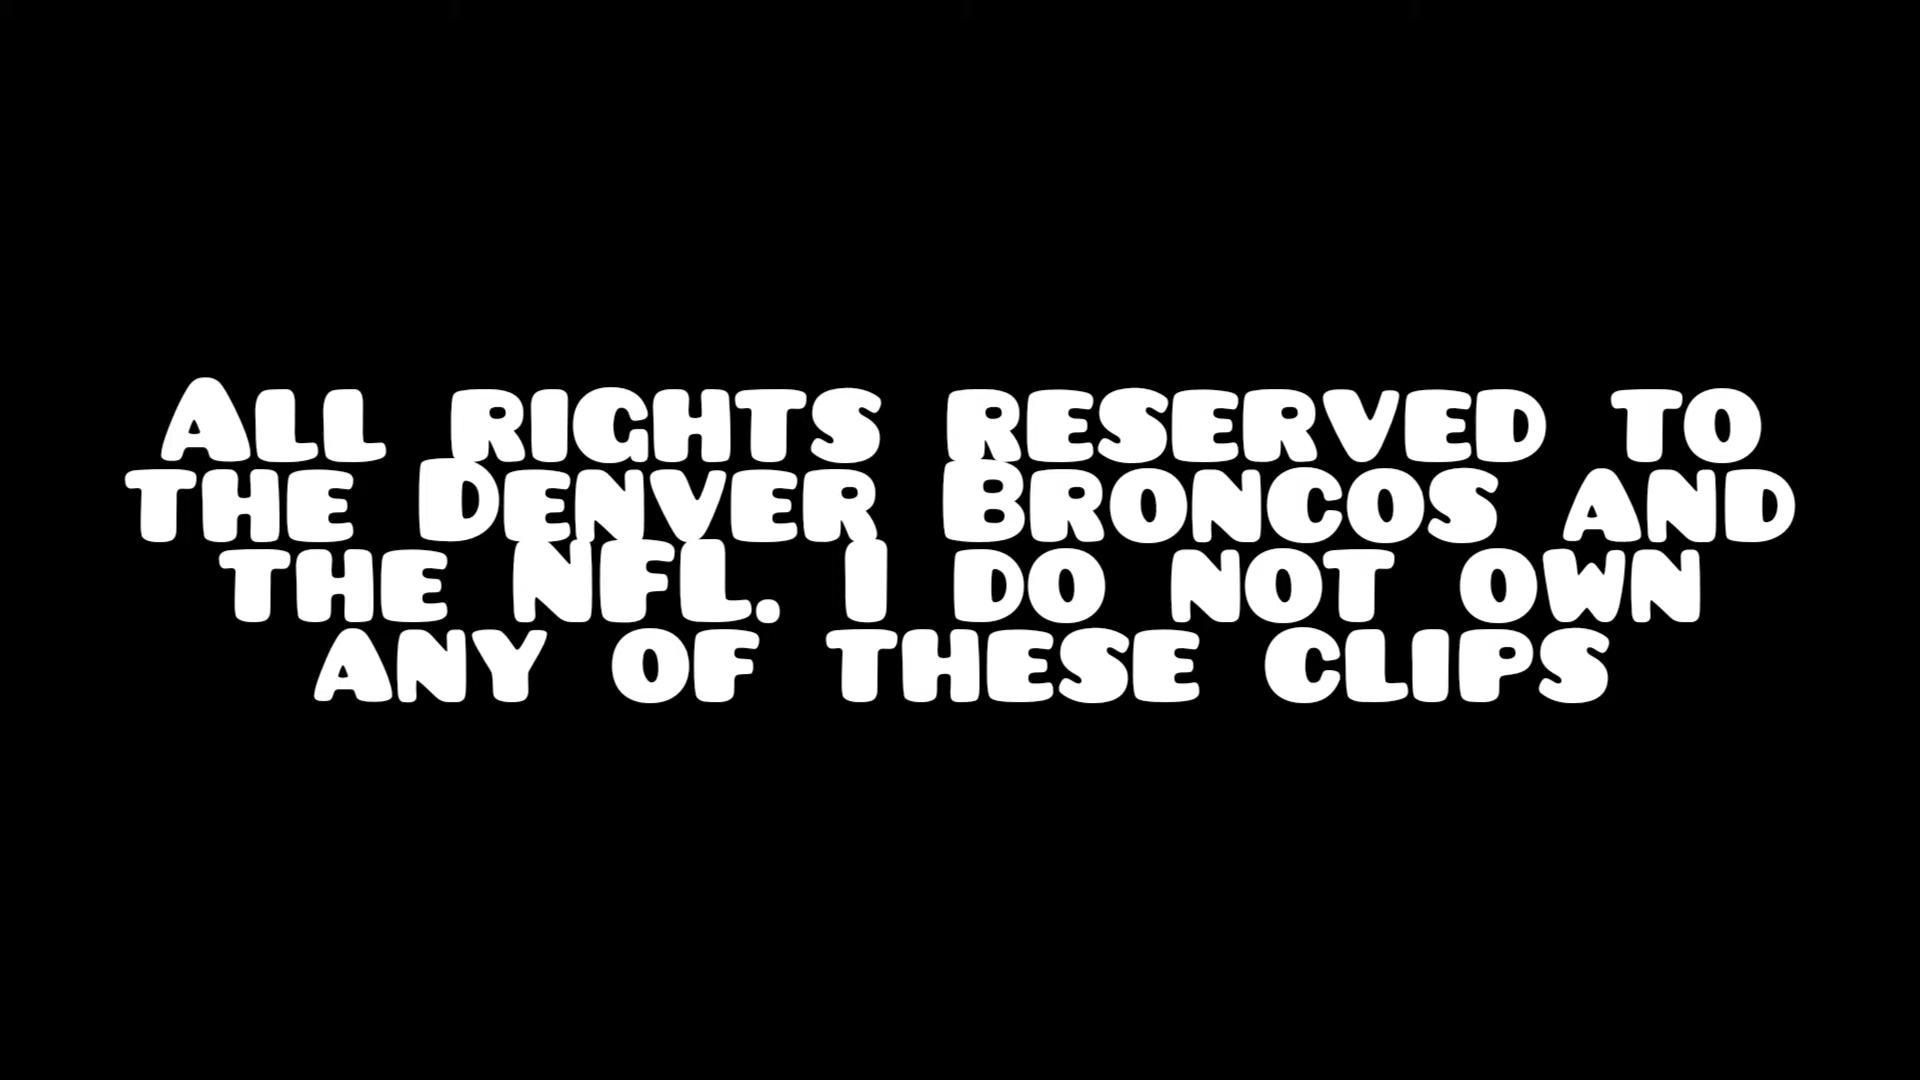 All rights reserved to
the Denver Broncos and
the NFL. I do not own
any of these clips